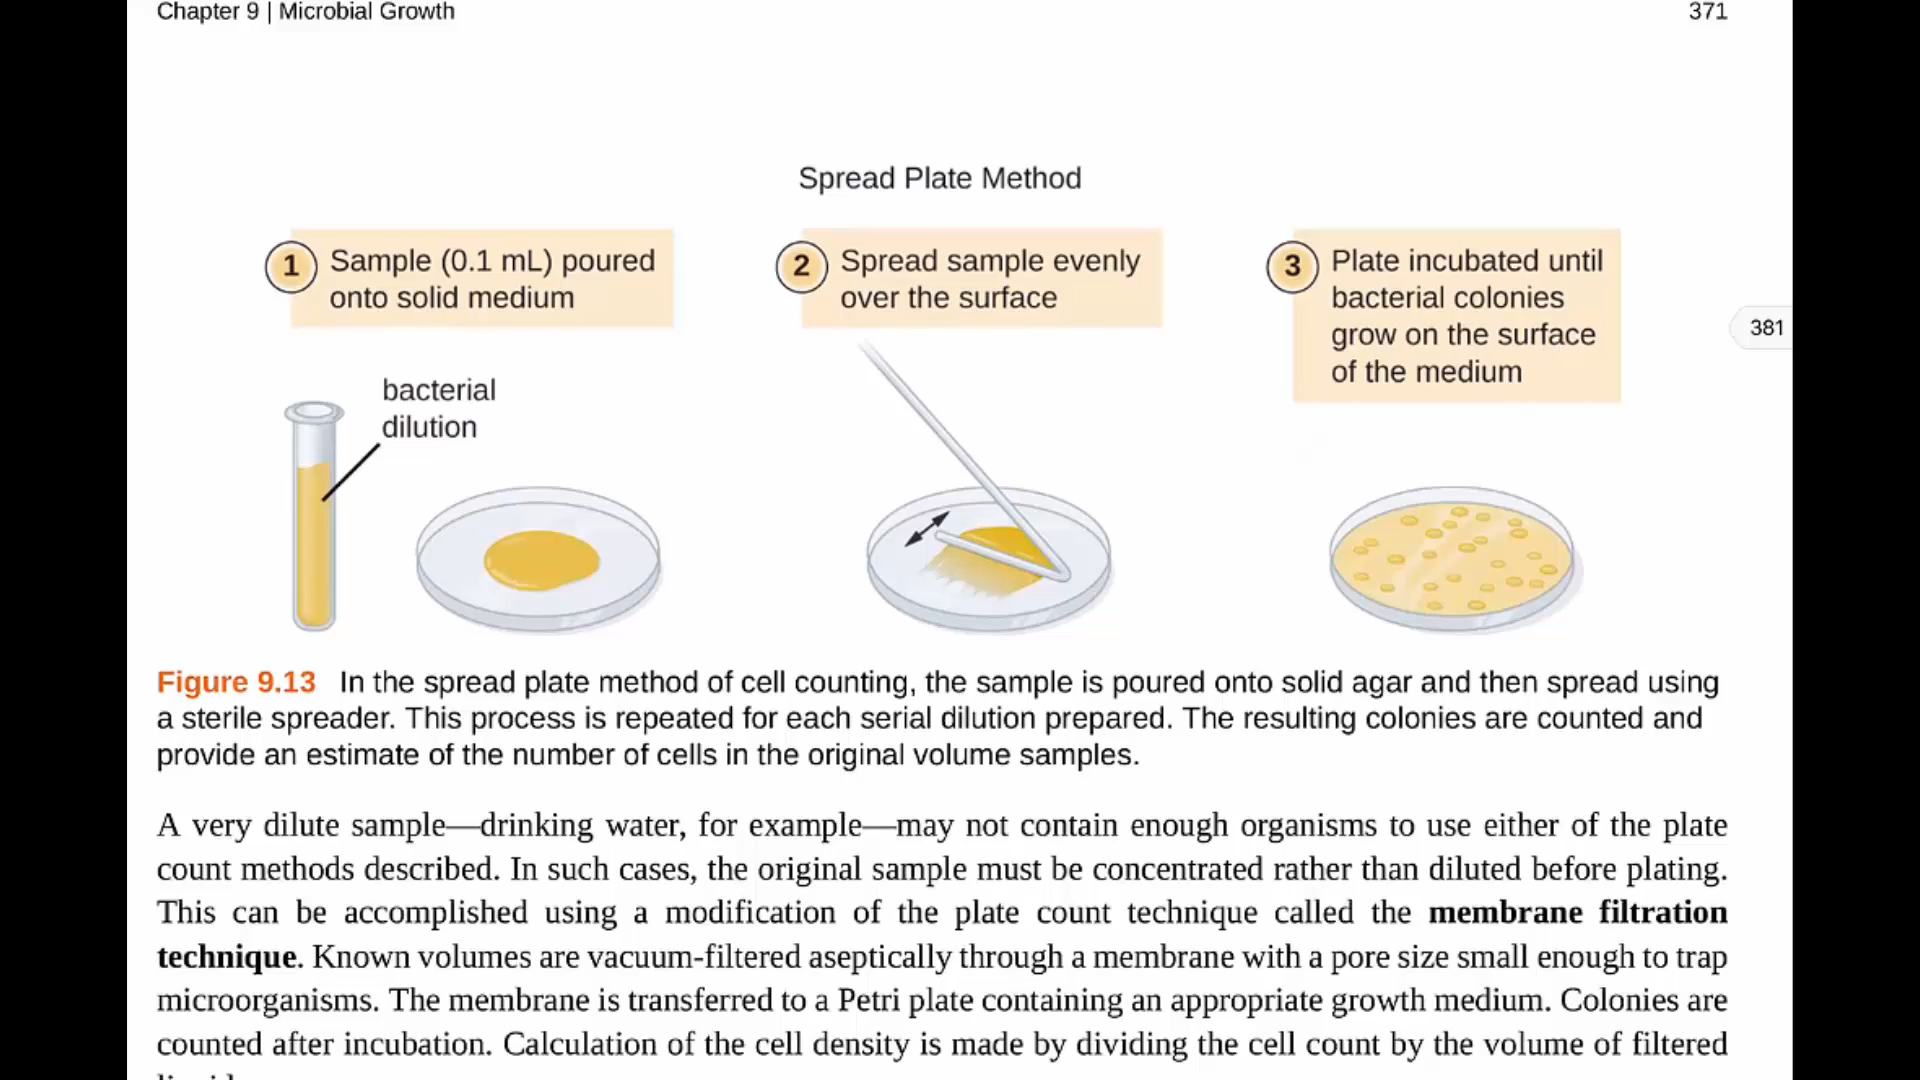 Chapter 9 | Microbial Growth 371
Spread Plate Method
1 Sample (0.1 mL) poured
onto solid medium
2 Spread sample evenly
over the surface
3 Plate incubated until
bacterial colonies
grow on the surface
of the medium
381
bacterial
dilution
Figure 9.13 In the spread plate method of cell counting, the sample is poured onto solid agar and then spread using
a sterile spreader. This process is repeated for each serial dilution prepared. The resulting colonies are counted and
provide an estimate of the number of cells in the original volume samples.
A very dilute sample—drinking water, for example—may not contain enough organisms to use either of the plate
count methods described. In such cases, the original sample must be concentrated rather than diluted before plating.
This can be accomplished using a modification of the plate count technique called the membrane filtration
technique. Known volumes are vacuum-filtered aseptically through a membrane with a pore size small enough to trap
microorganisms. The membrane is transferred to a Petri plate containing an appropriate growth medium. Colonies are
counted after incubation. Calculation of the cell density is made by dividing the cell count by the volume of filtered